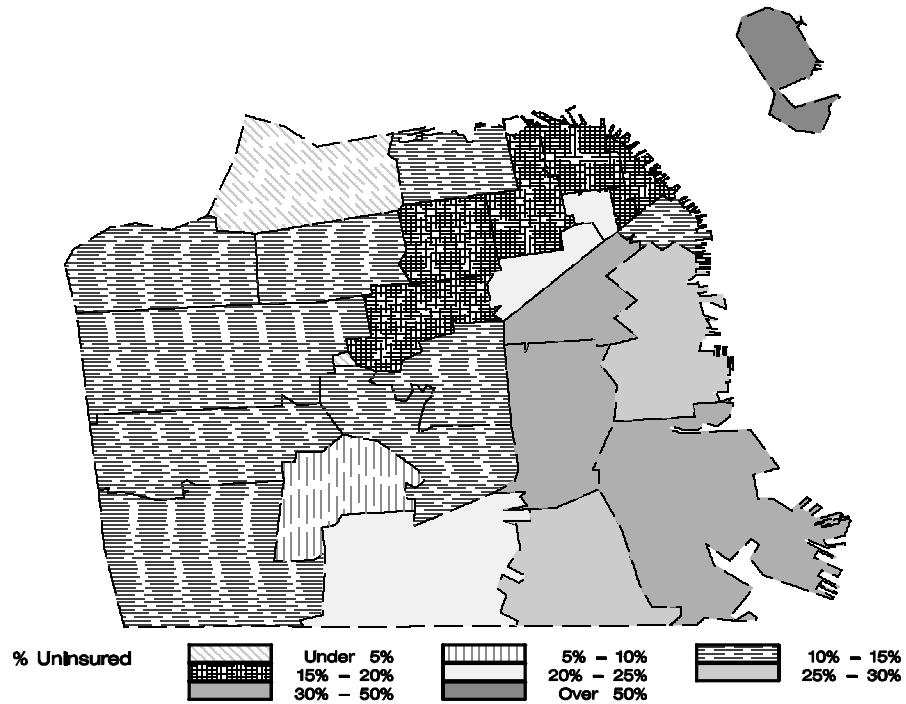 % Uninsured Under 5% 5% - 10% 10% - 15%
15% - 20% 20% - 25% 25% - 30%
30% - 50% Over 50%